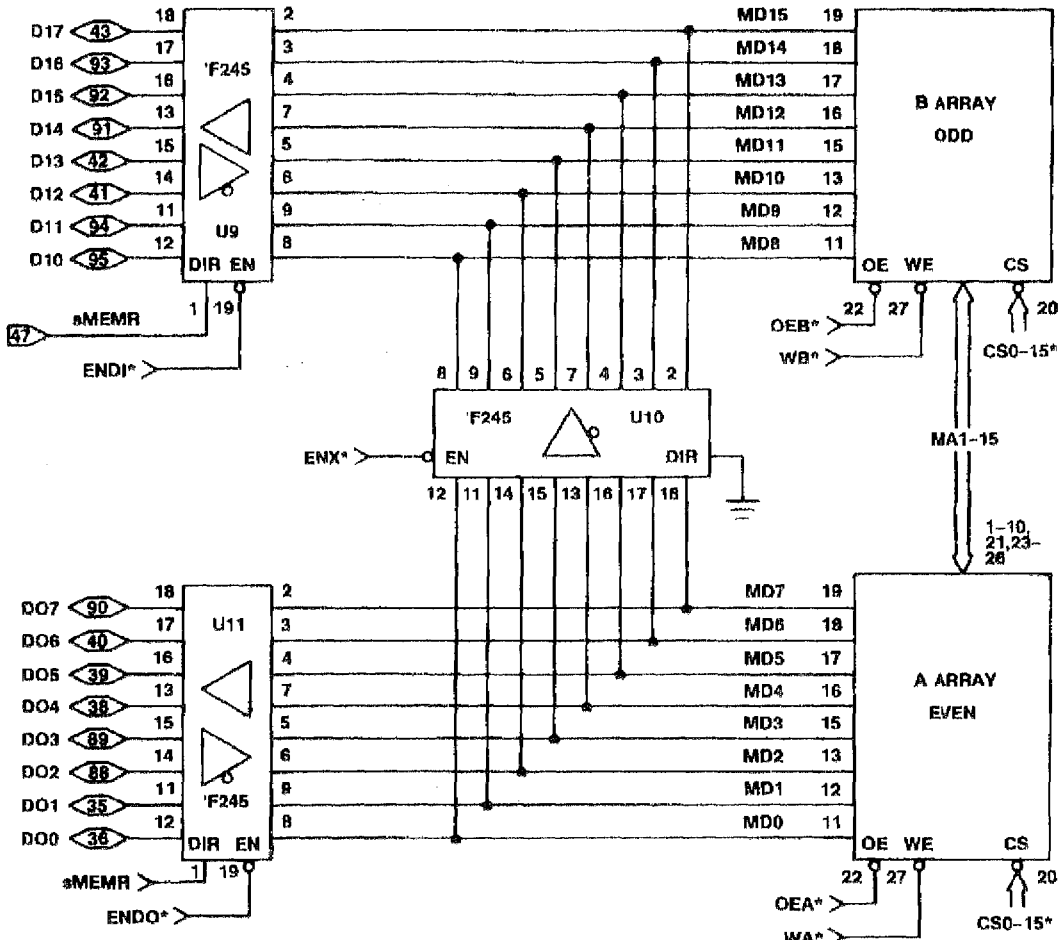 18 2 MD15 19
D17 43
17 3 MD14 18
D16 93
'F245
16 4 MD13 17
D15 92
B ARRAY
13 7 MD12 16
D14 91
ODD
15 5 MD11 15
D13 42
14 6 MD10 13
D12 41
11 9 MD9 12
D11 94
U9
12 8 MD8 11
D10 95
DIR EN OE WE CS
1 19 22 27 20
sMEMR
47
OEB*
ENDI*
WB* CS0-15*
8 9 6 5 7 4 3 2
'F245 U10
MA1-15
ENX* EN DIR
12 11 14 15 13 16 17 18
1-10,
21,23-
26
18 2 MD7 19
DO7 90
17 U11 3 MD6 18
DO6 40
16 4 MD5 17
DO5 39
A ARRAY
13 7 MD4 16
DO4 38
EVEN
15 5 MD3 15
DO3 89
14 6 MD2 13
DO2 88
11 9 MD1 12
DO1 35 'F245
12 8 MD0 11
DO0 36
DIR EN OE WE CS
1 19 22 27 20
sMEMR
OEA*
ENDO*
CS0-15*
WA*